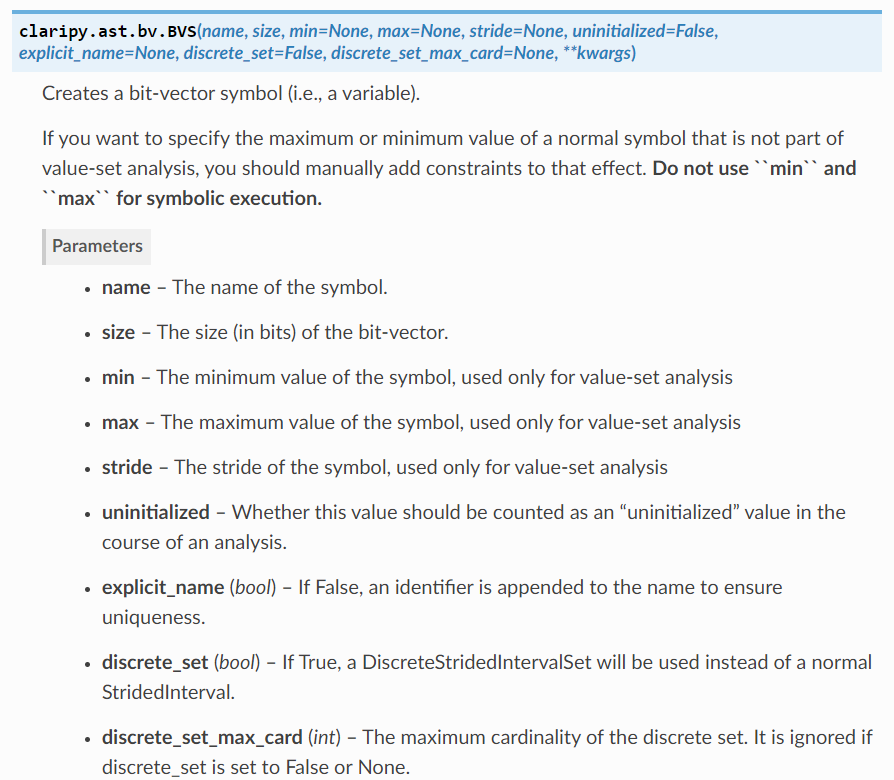 claripy.ast.bv.BVS(name, size, min=None, max=None, stride=None, uninitialized=False,
explicit_name=None, discrete_set=False, discrete_set_max_card=None, **kwargs)
Creates a bit-vector symbol (i.e., a variable).
If you want to specify the maximum or minimum value of a normal symbol that is not part of
value-set analysis, you should manually add constraints to that effect. Do not use ``min`` and
``max`` for symbolic execution.
Parameters
• name – The name of the symbol.
• size – The size (in bits) of the bit-vector.
• min – The minimum value of the symbol, used only for value-set analysis
• max – The maximum value of the symbol, used only for value-set analysis
• stride – The stride of the symbol, used only for value-set analysis
• uninitialized – Whether this value should be counted as an “uninitialized” value in the
course of an analysis.
• explicit_name (bool) – If False, an identifier is appended to the name to ensure
uniqueness.
• discrete_set (bool) – If True, a DiscreteStridedIntervalSet will be used instead of a normal
StridedInterval.
• discrete_set_max_card (int) – The maximum cardinality of the discrete set. It is ignored if
discrete_set is set to False or None.